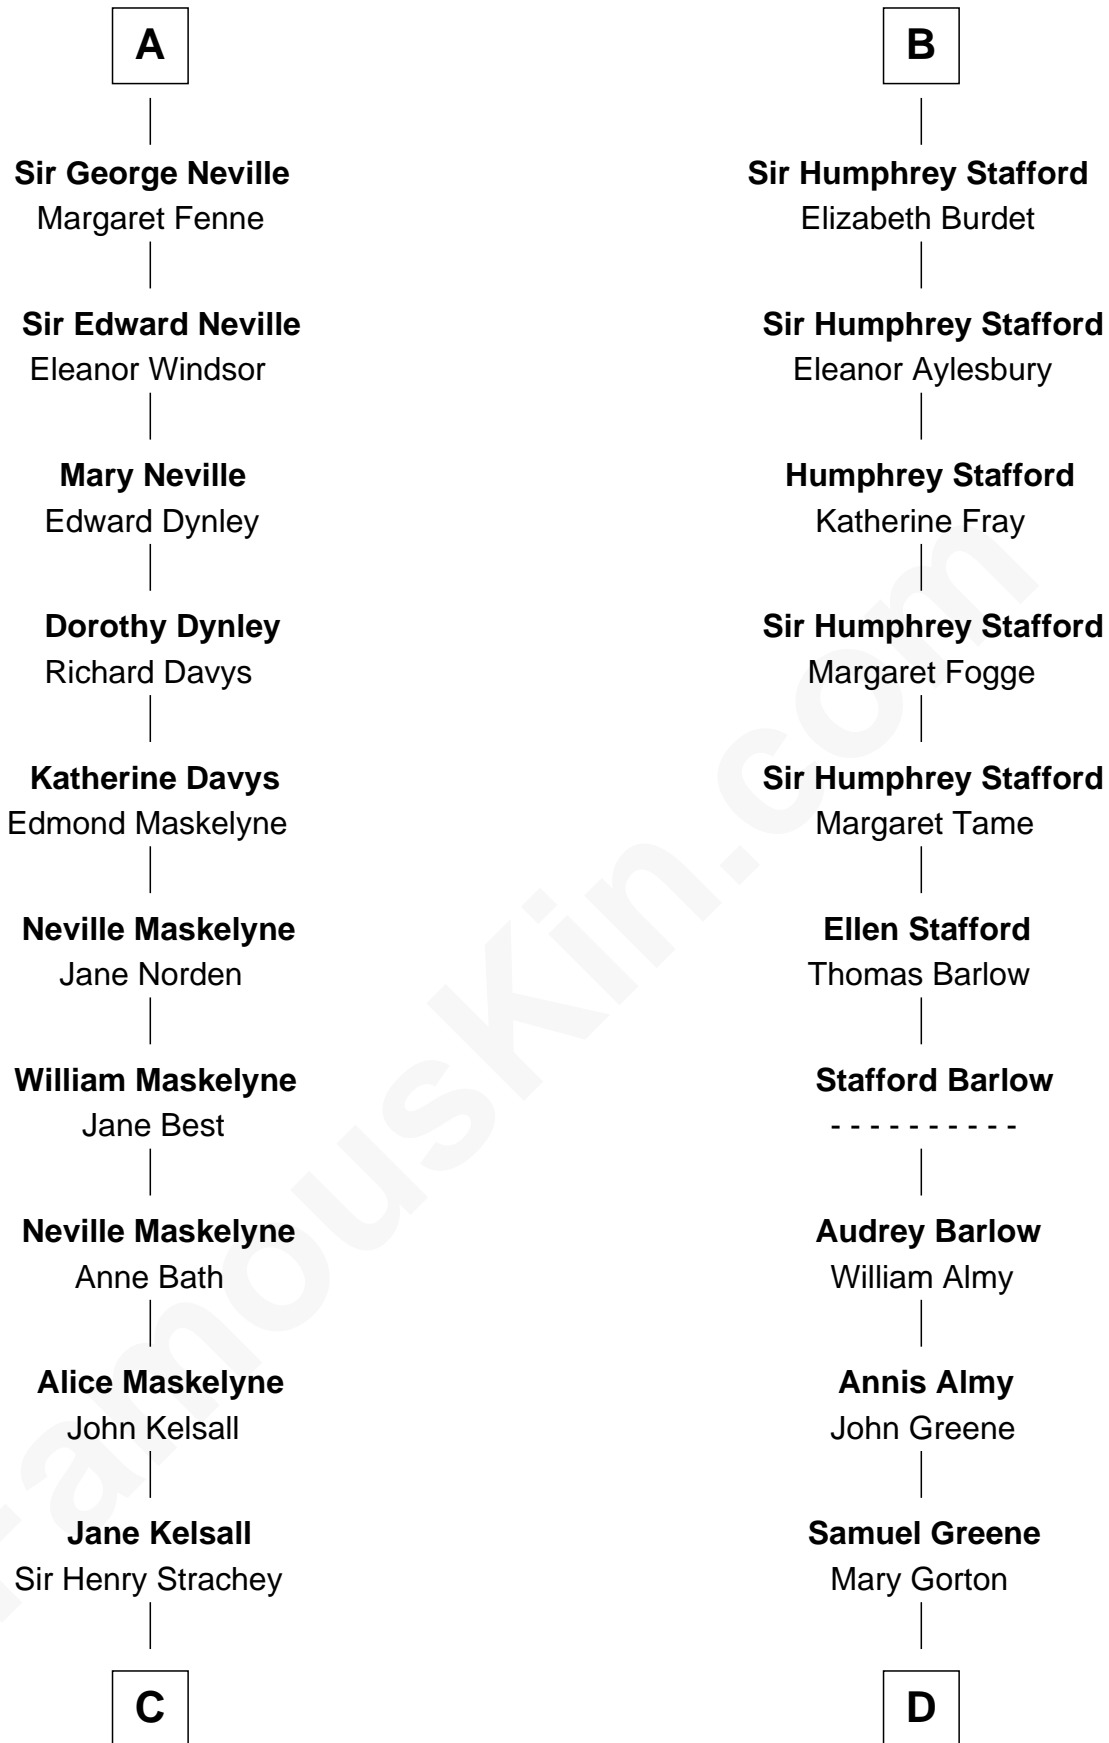 A
Sir George Neville
Margaret Fenne
Sir Edward Neville
Eleanor Windsor
Mary Neville
Edward Dynley
Dorothy Dynley
Richard Davys
Katherine Davys
Edmond Maskelyne
Neville Maskelyne
Jane Norden
William Maskelyne
Jane Best
Neville Maskelyne
Anne Bath
Alice Maskelyne
John Kelsall
Jane Kelsall
Sir Henry Strachey
C
B
Sir Humphrey Stafford
Elizabeth Burdet
Sir Humphrey Stafford
Eleanor Aylesbury
Humphrey Stafford
Katherine Fray
Sir Humphrey Stafford
Margaret Fogge
Sir Humphrey Stafford
Margaret Tame
Ellen Stafford
Thomas Barlow
Stafford Barlow
- - - - - - - - - -
Audrey Barlow
William Almy
Annis Almy
John Greene
Samuel Greene
Mary Gorton
D
FamousKin.com